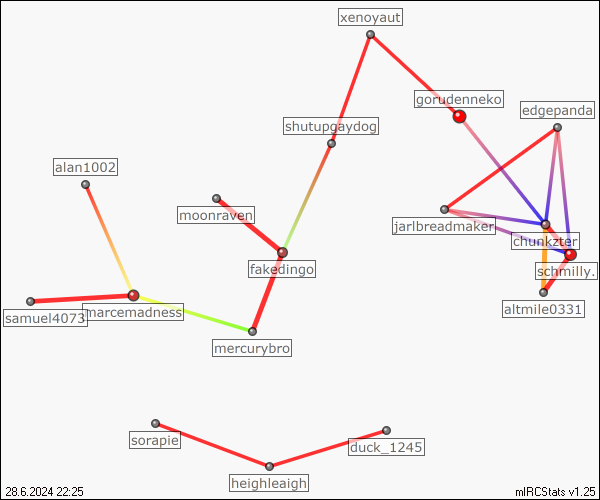 xenoyaut
gorudenneko
edgepanda
shutupgaydog
alan1002
moonraven
jarlbreadmaker
chunkzter
fakedingo
schmilly.
samuel4073
marcemadness
altmile0331
mercurybro
sorapie
duck_1245
heighleaigh
28.6.2024 22:25
mIRCStats v1.25